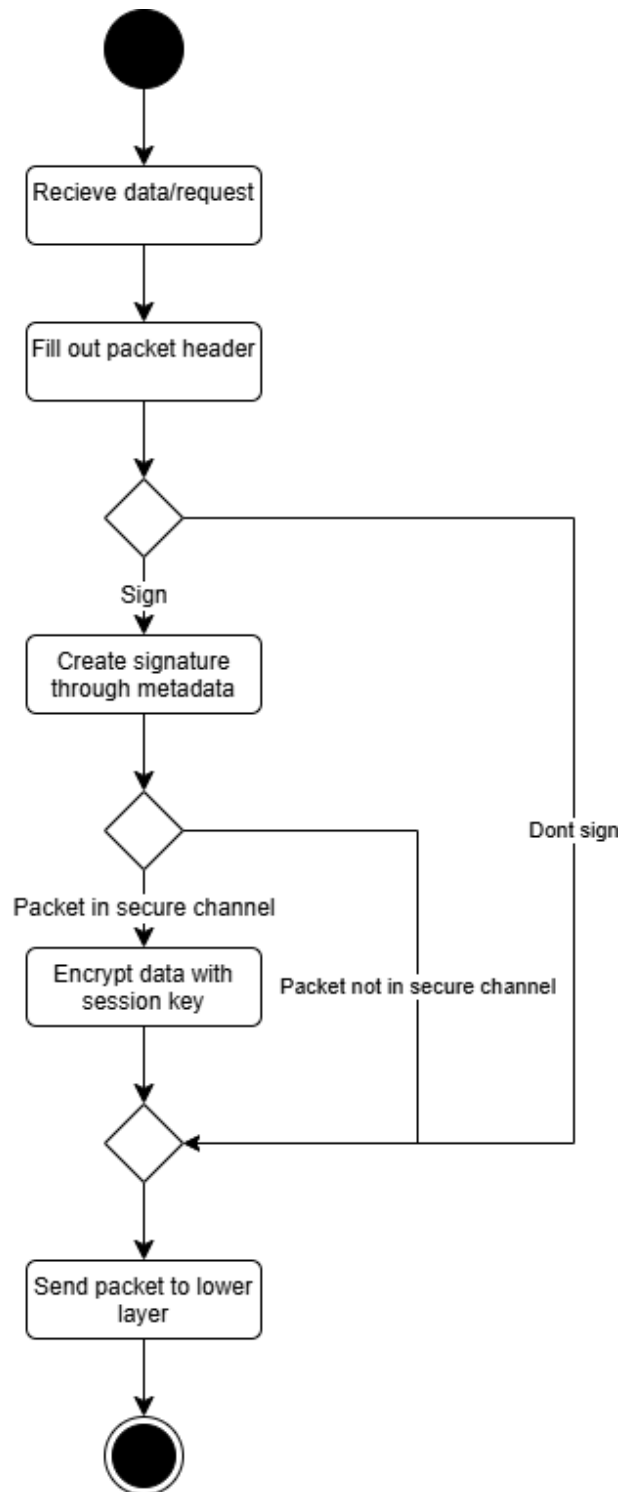 Recieve data/request
Fill out packet header
Sign
Create signature
through metadata
Dont sign
Packet in secure channel
Encrypt data with
session key
Packet not in secure channel
Send packet to lower
layer